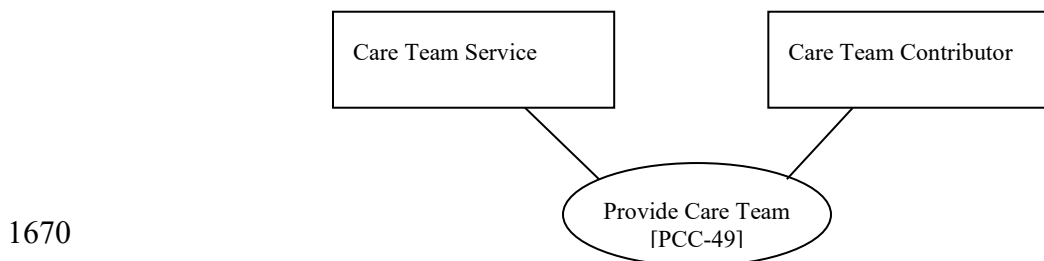 Care Team Service
Care Team Contributor
Provide Care Team
[PCC-49]
1670